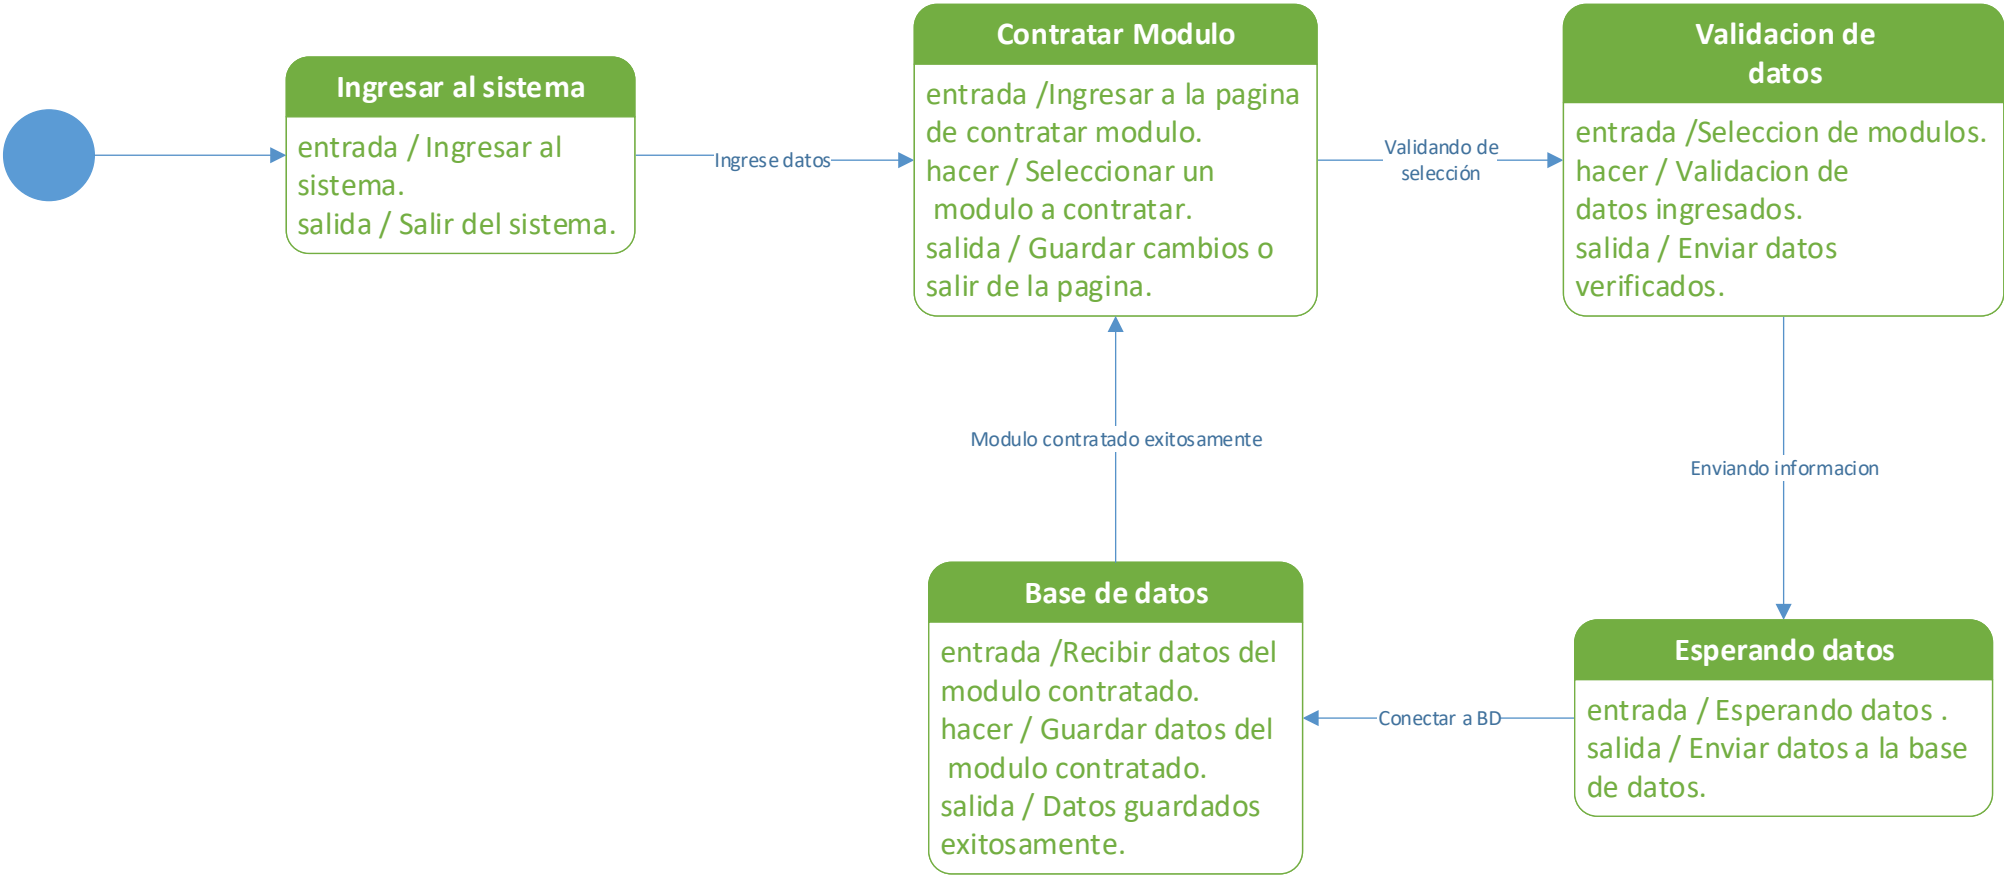 Ingresar al sistema
entrada / Ingresar al
sistema.
salida / Salir del sistema.
Ingrese datos
Contratar Modulo
entrada /Ingresar a la pagina
de contratar modulo.
hacer / Seleccionar un
modulo a contratar.
salida / Guardar cambios o
salir de la pagina.
Validando de
selección
Validacion de
datos
entrada /Seleccion de modulos.
hacer / Validacion de
datos ingresados.
salida / Enviar datos
verificados.
Modulo contratado exitosamente
Enviando informacion
Base de datos
entrada /Recibir datos del
modulo contratado.
hacer / Guardar datos del
modulo contratado.
salida / Datos guardados
exitosamente.
Conectar a BD
Esperando datos
entrada / Esperando datos .
salida / Enviar datos a la base
de datos.